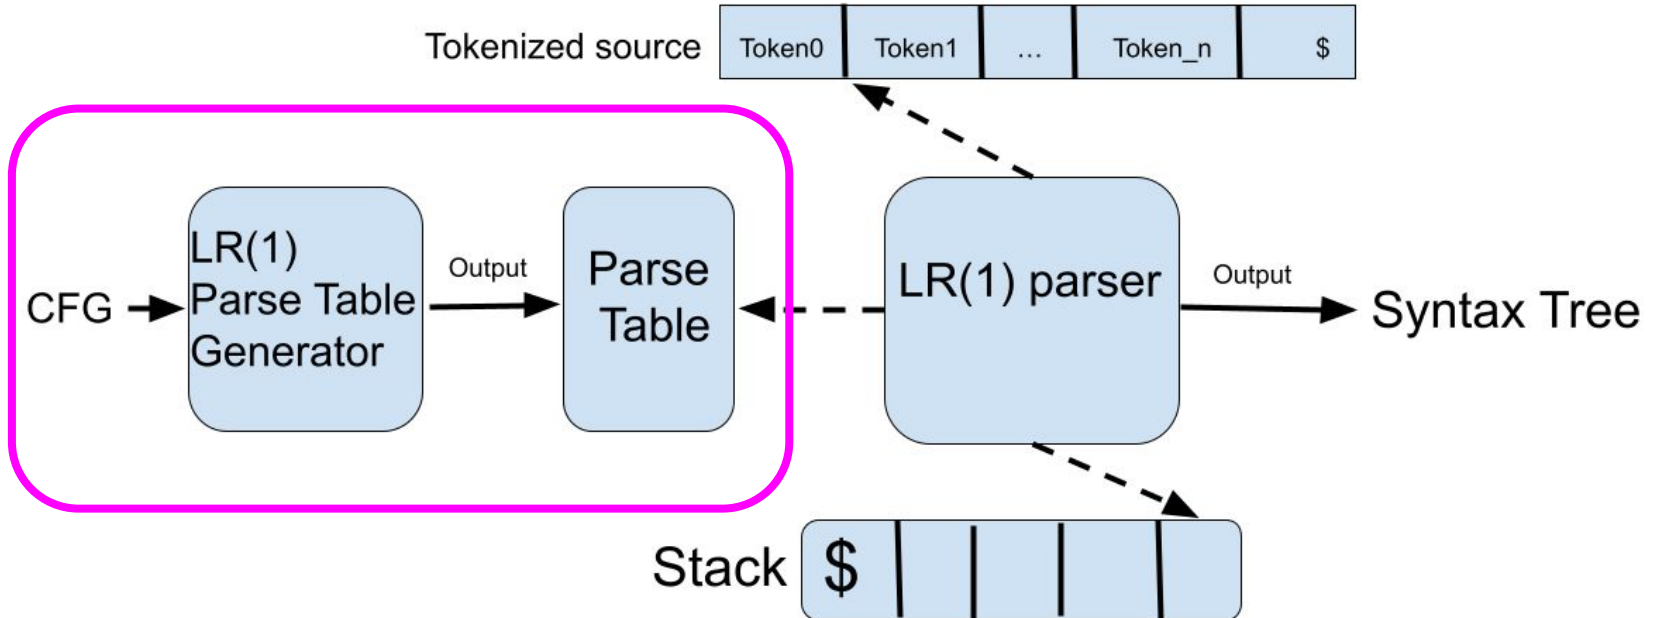 Tokenized source
Token0
Token1
...
Token_n
$
CFG
LR(1)
Parse Table
Generator
Output
Parse
Table
LR(1) parser
Output
Syntax Tree
Stack
$